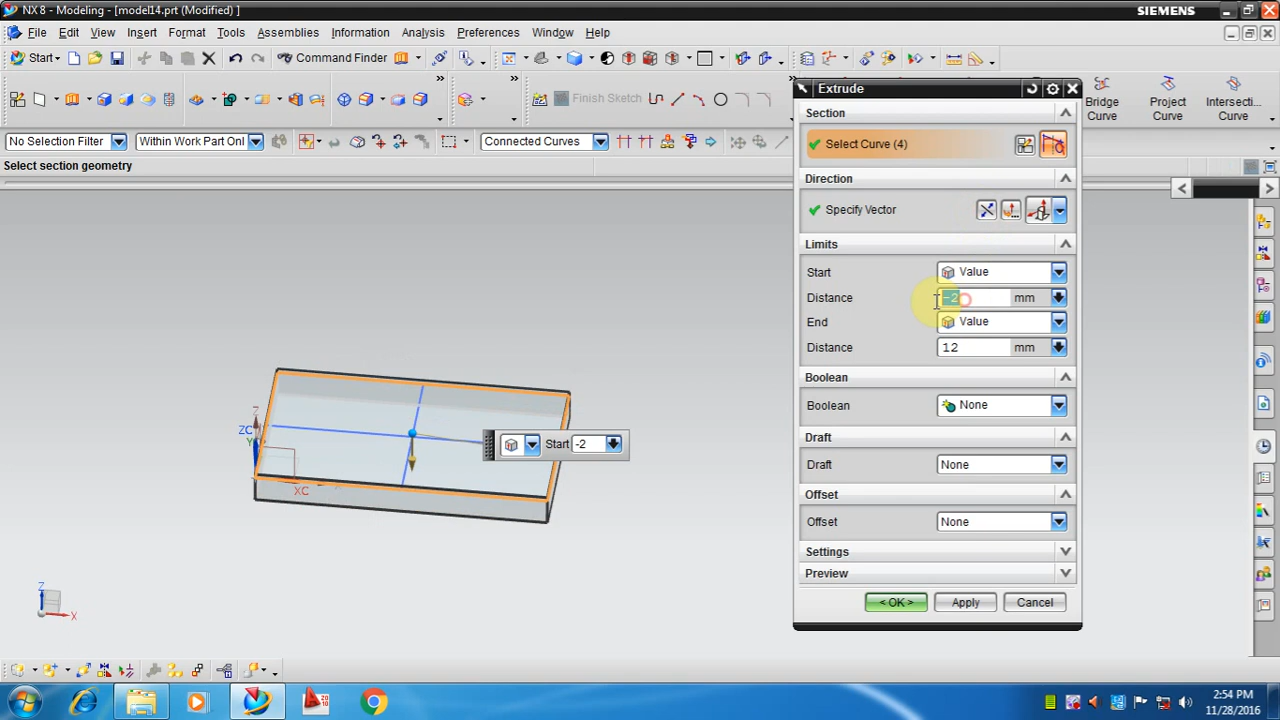 NX 8 - Modeling - [model14.prt (Modified) ]
SIEMENS
File Edit View Insert Format Tools Assemblies Information Analysis Preferences Window Help
Start
Command Finder
Finish Sketch
Bridge Curve
Project Curve
Intersecti... Curve
No Selection Filter
Within Work Part Onl
Connected Curves
Select section geometry
Extrude
Section
Select Curve (4)
Direction
Specify Vector
Limits
Start Value
Distance -2 mm
End Value
Distance 12 mm
Boolean
Boolean None
Draft
Draft None
Offset
Offset None
Settings
Preview
< OK > Apply Cancel
Start -2
Z
ZC
Y
XC
Z
X
2010
2:54 PM
11/28/2016